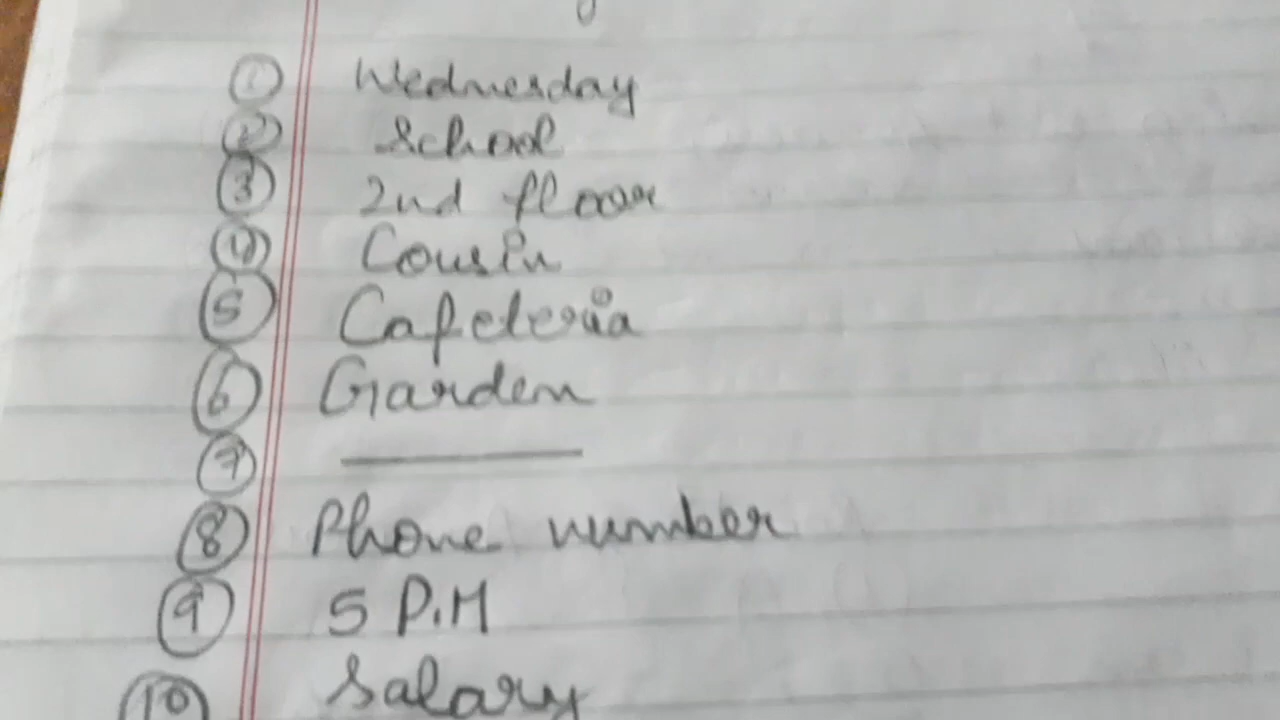 ① Wednesday
② School
③ 2nd floor
④ Cousin
⑤ Cafeteria
⑥ Garden
⑦
⑧ Phone number
⑨ 5 P.M
⑩ Salary